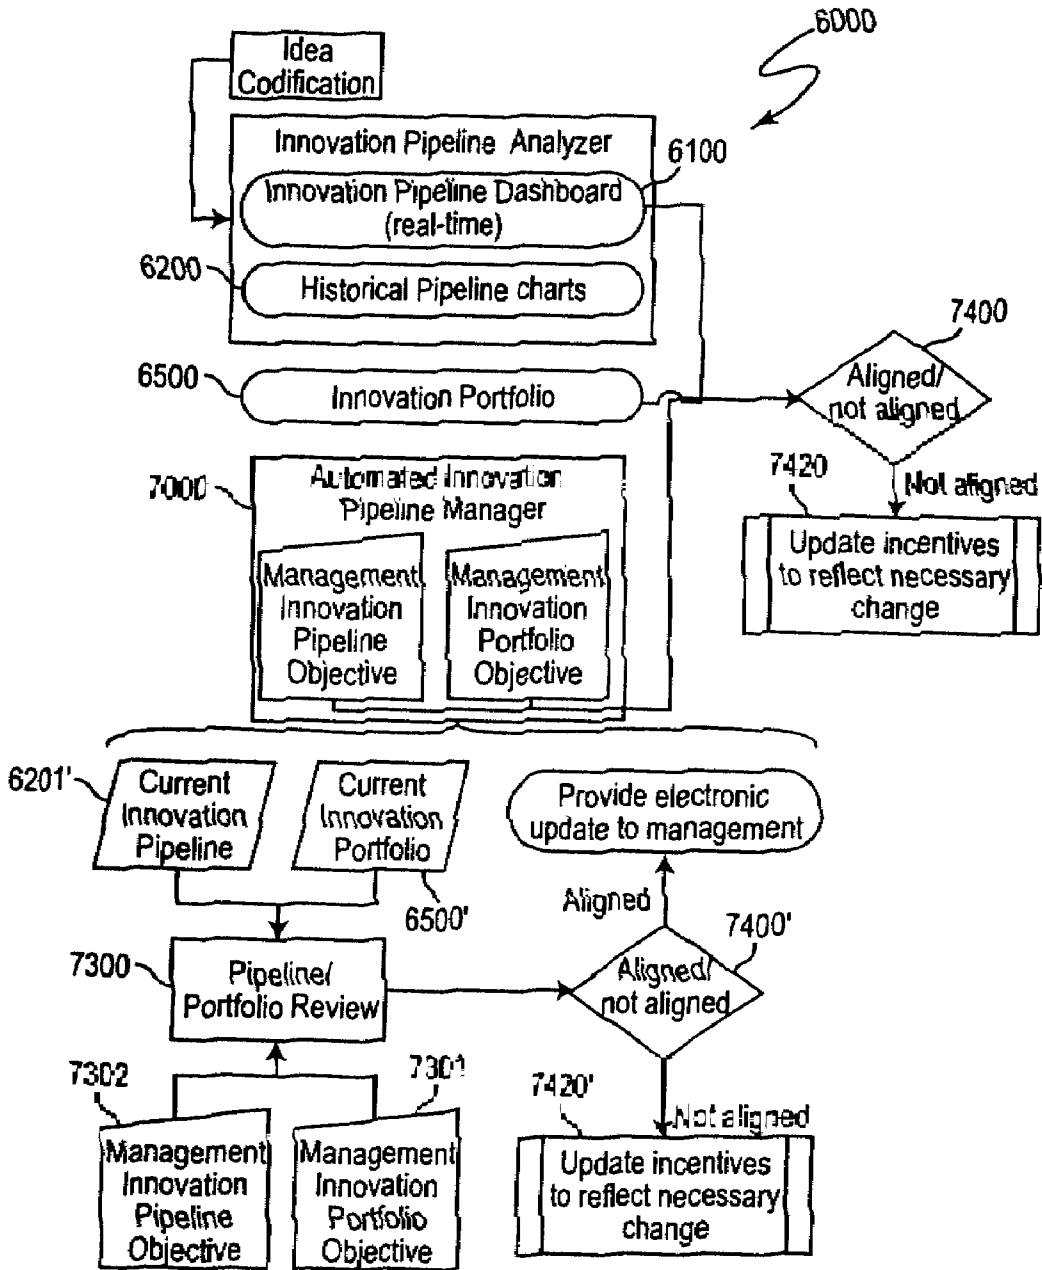 6000
Idea
Codification
Innovation Pipeline Analyzer
6100
Innovation Pipeline Dashboard
(real-time)
6200
Historical Pipeline charts
6500
Innovation Portfolio
7400
Aligned/
not aligned
Not aligned
7420
Update incentives
to reflect necessary
change
7000
Automated Innovation
Pipeline Manager
Management
Innovation
Pipeline
Objective
Management
Innovation
Portfolio
Objective
6201'
Current
Innovation
Pipeline
Current
Innovation
Portfolio
6500'
Provide electronic
update to management
Aligned
7400'
Aligned/
not aligned
7300
Pipeline/
Portfolio Review
7302
Management
Innovation
Pipeline
Objective
7301
Management
Innovation
Portfolio
Objective
Not aligned
7420'
Update incentives
to reflect necessary
change